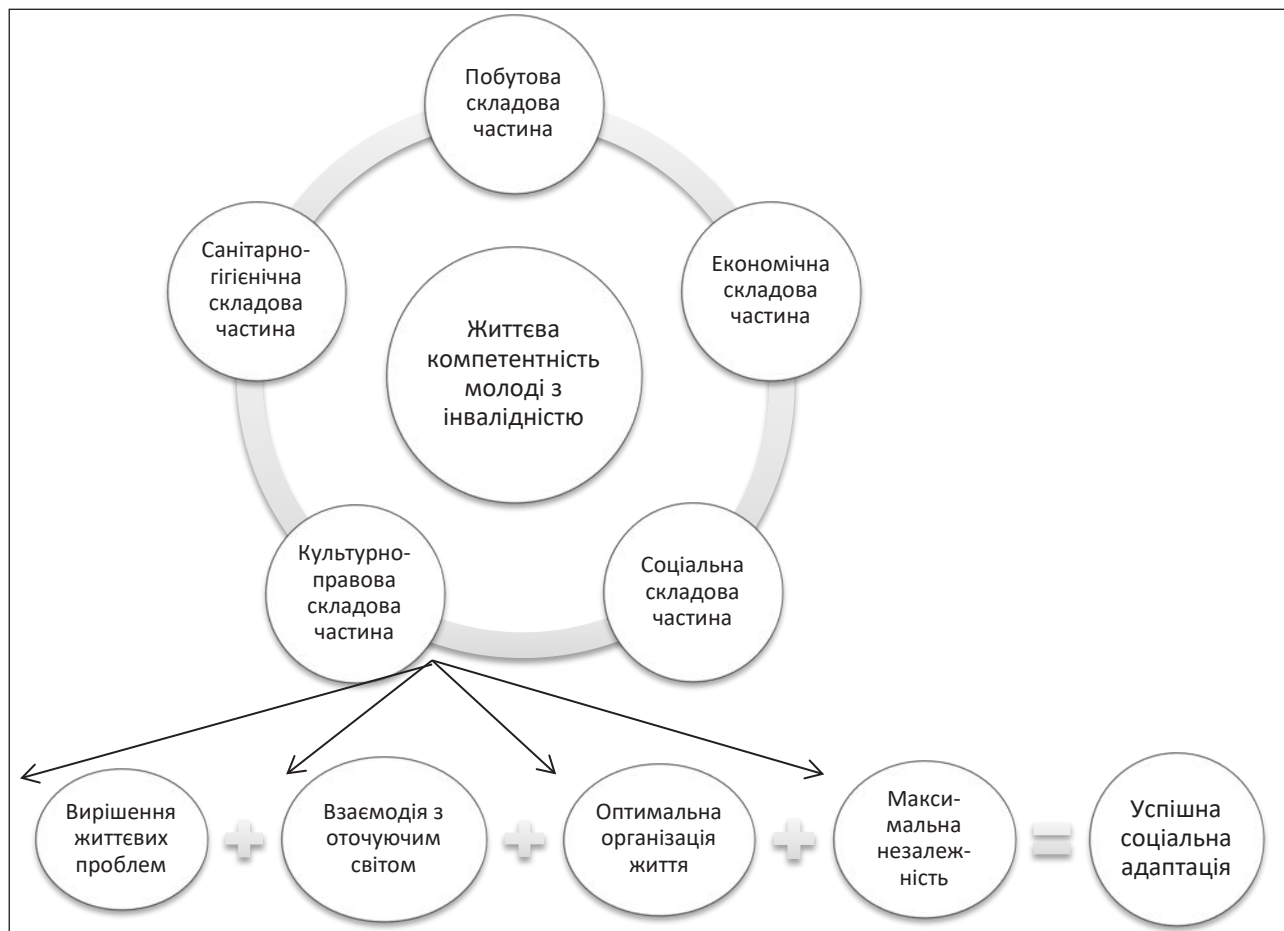 Побутова
складова
частина
Санітарно-
гігієнічна
складова
частина
Економічна
складова
частина
Життєва
компетентність
молоді з
інвалідністю
Культурно-
правова
складова
частина
Соціальна
складова
частина
Вирішення
життєвих
проблем
+
Взаємодія з
оточуючим
світом
+
Оптимальна
організація
життя
+
Макси-
мальна
незалеж-
ність
=
Успішна
соціальна
адаптація